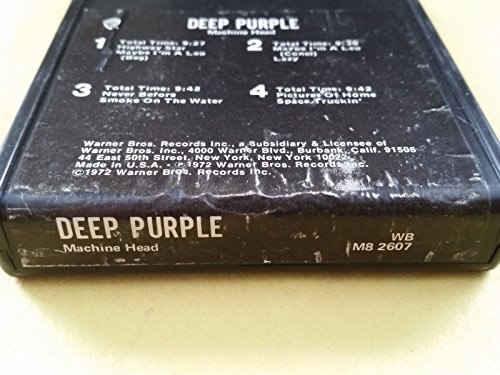 DEEP PURPLE
Machine Head
1 Total Time: 9:27
Highway Star
Maybe I'm A Leo
(Beg)
2 Total Time: 9:35
Maybe I'm A Leo
(Concl)
Lazy
3 Total Time: 9:42
Never Before
Smoke On The Water
4 Total Time: 9:42
Pictures Of Home
Space Truckin'
Warner Bros. Records Inc., a Subsidiary & Licensee of
Warner Bros. Inc., 4000 Warner Blvd., Burbank, Calif. 91505
44 East 50th Street, New York, New York 10022
Made in U.S.A. - ℗1972 Warner Bros. Records Inc.
©1972 Warner Bros. Records Inc.
DEEP PURPLE
Machine Head
WB
M8 2607